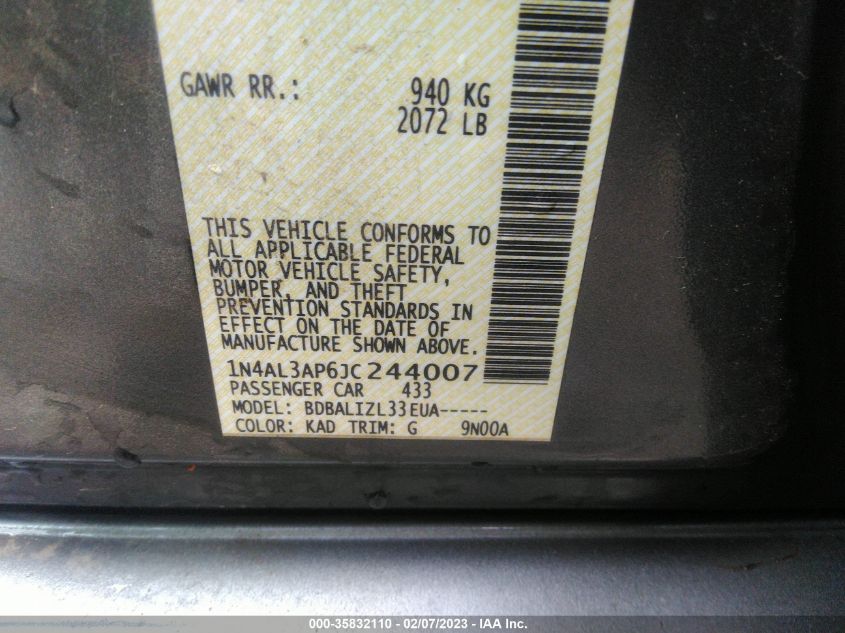 GAWR RR.: 940 KG
2072 LB
THIS VEHICLE CONFORMS TO
ALL APPLICABLE FEDERAL
MOTOR VEHICLE SAFETY,
BUMPER, AND THEFT
PREVENTION STANDARDS IN
EFFECT ON THE DATE OF
MANUFACTURE SHOWN ABOVE.
1N4AL3AP6JC244007
PASSENGER CAR 433
MODEL: BDBALIZL33EUA-----
COLOR: KAD TRIM: G 9N00A
000-35832110 - 02/07/2023 - IAA Inc.